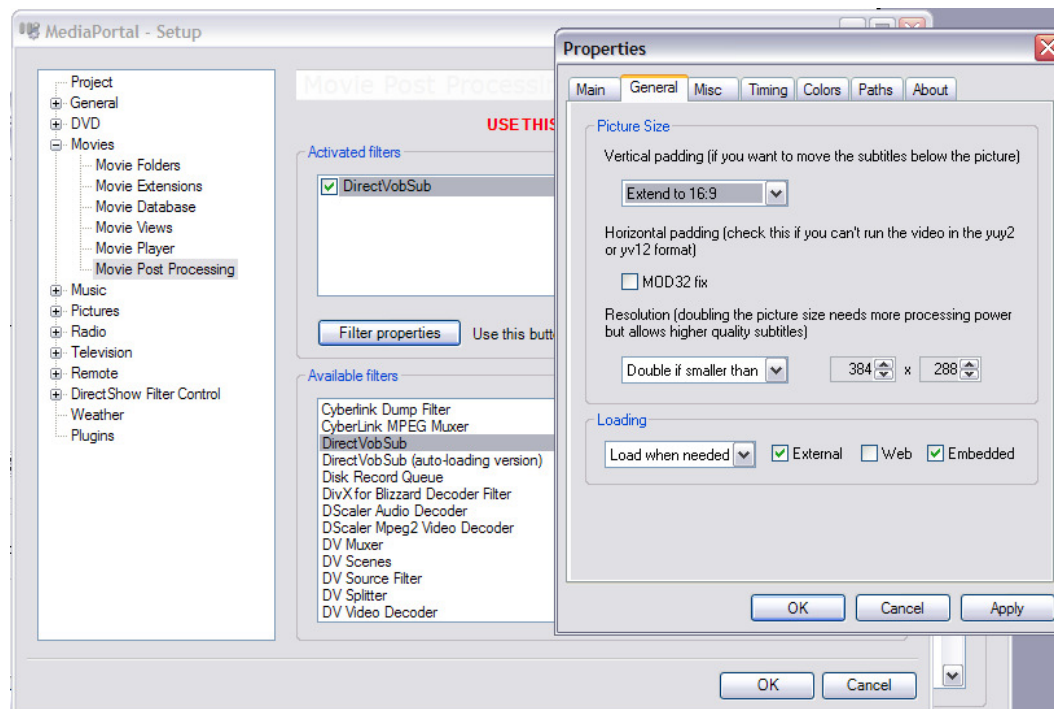 MediaPortal - Setup
Project
General
DVD
Movies
Movie Folders
Movie Extensions
Movie Database
Movie Views
Movie Player
Movie Post Processing
Music
Pictures
Radio
Television
Remote
DirectShow Filter Control
Weather
Plugins
Movie Post Processin
USE THIS
Activated filters
DirectVobSub
Filter properties
Use this butt
Available filters
Cyberlink Dump Filter
CyberLink MPEG Muxer
DirectVobSub
DirectVobSub (auto-loading version)
Disk Record Queue
DivX for Blizzard Decoder Filter
DScaler Audio Decoder
DScaler Mpeg2 Video Decoder
DV Muxer
DV Scenes
DV Source Filter
DV Splitter
DV Video Decoder
OK Cancel
Properties
Main General Misc Timing Colors Paths About
Picture Size
Vertical padding (if you want to move the subtitles below the picture)
Extend to 16:9
Horizontal padding (check this if you can't run the video in the yuy2
or yv12 format)
MOD32 fix
Resolution (doubling the picture size needs more processing power
but allows higher quality subtitles)
Double if smaller than 384 x 288
Loading
Load when needed External Web Embedded
OK Cancel Apply